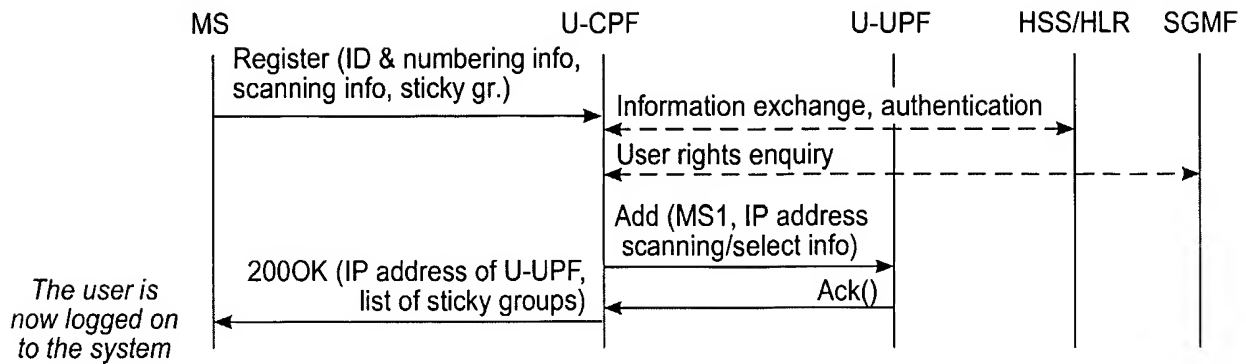 MS U-CPF U-UPF HSS/HLR SGMF
Register (ID & numbering info,
scanning info, sticky gr.)
Information exchange, authentication
User rights enquiry
Add (MS1, IP address
scanning/select info)
200OK (IP address of U-UPF,
list of sticky groups)
Ack()
The user is
now logged on
to the system